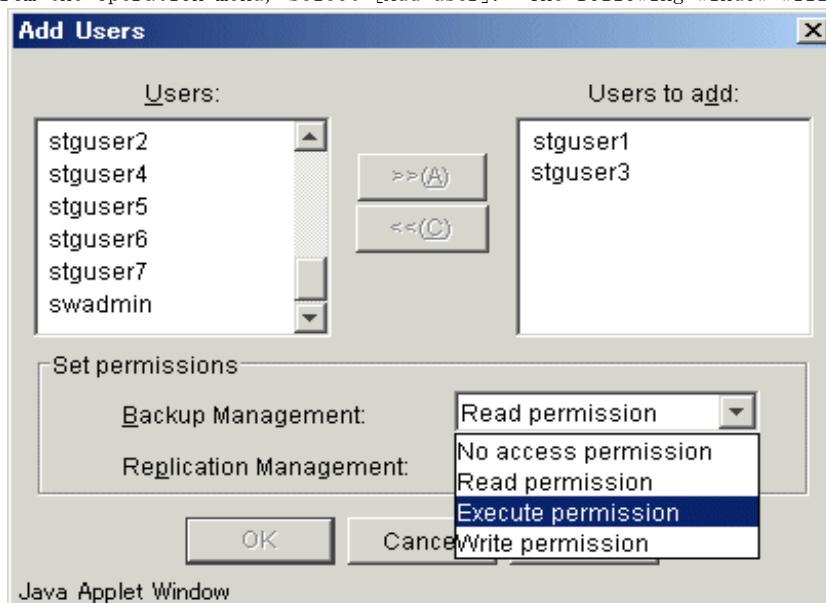 Add Users
Users:
Users to add:
stguser2
stguser4
stguser5
stguser6
stguser7
swadmin
>>(A)
<<(C)
stguser1
stguser3
Set permissions
Backup Management:
Read permission
Replication Management:
No access permission
Read permission
Execute permission
Write permission
OK
Cance
Java Applet Window